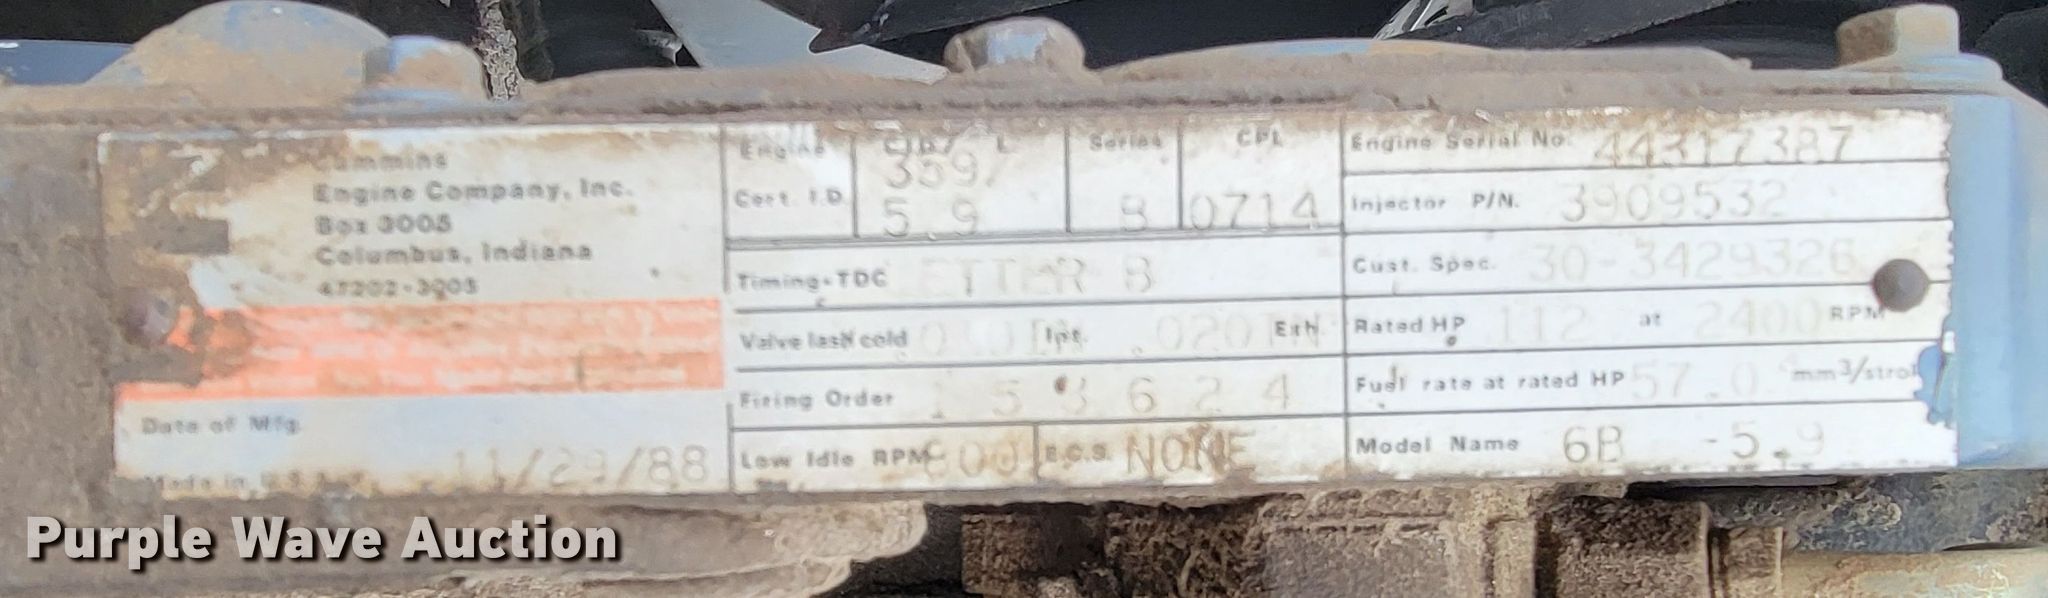 Cummins
Engine Company, Inc.
Box 3005
Columbus, Indiana
47202-3005
Date of Mfg.
11/29/88
Made in U.S.A.
Engine
Cert. I.D.
CID/ L.
359/
5.9
Series
B
CPL
0714
Timing-TDC ETTER B
Valve lash cold Int. .020IN Exh.
Firing Order 1 5 3 6 2 4
Low Idle RPM 800 E.C.S. NONE
Engine Serial No. 44317387
Injector P/N. 3909532
Cust. Spec. 30-3429326
Rated HP 112 at 2400 RPM
Fuel rate at rated HP 57.0 mm³/strok
Model Name 6B -5.9
Purple Wave Auction